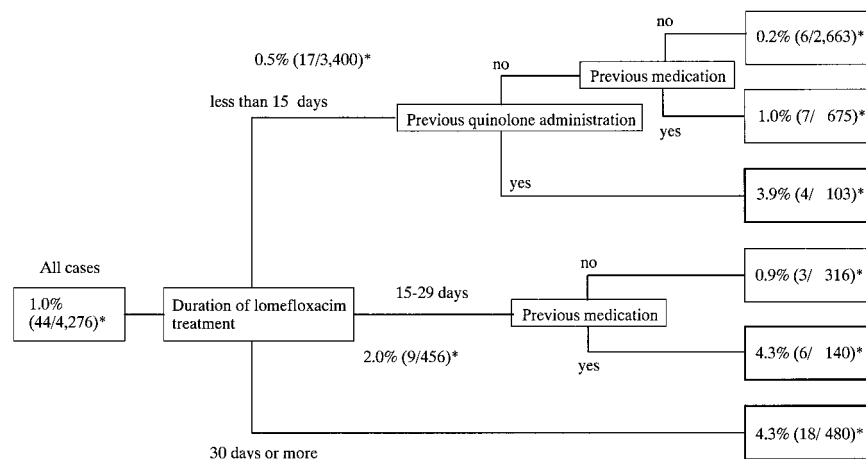 0.2% (6/2,663)*
no
0.5% (17/3,400)*
no
Previous medication
less than 15 days
1.0% (7/ 675)*
Previous quinolone administration
yes
yes
3.9% (4/ 103)*
no
All cases
0.9% (3/ 316)*
15-29 days
1.0%
(44/4,276)*
Duration of lomefloxacim
treatment
Previous medication
2.0% (9/456)*
yes
4.3% (6/ 140)*
4.3% (18/ 480)*
30 days or more